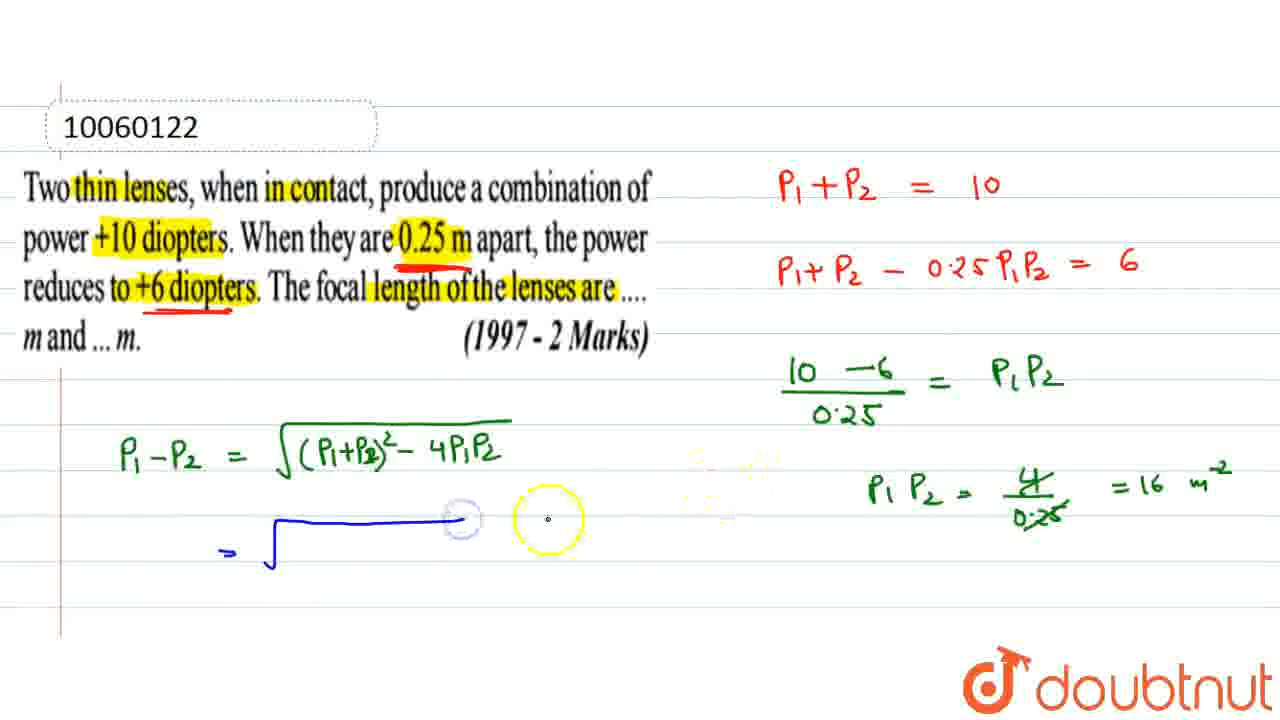 10060122
Two thin lenses, when in contact, produce a combination of
power +10 diopters. When they are 0.25 m apart, the power
reduces to +6 diopters. The focal length of the lenses are ....
m and ... m. (1997 - 2 Marks)
P₁ - P₂ = √(P₁+P₂)² - 4P₁P₂
= √
P₁ + P₂ = 10
P₁ + P₂ - 0.25 P₁P₂ = 6
10 - 6 / 0.25 = P₁ P₂
P₁ P₂ = 4 / 0.25 = 16 m⁻²
doubtnut